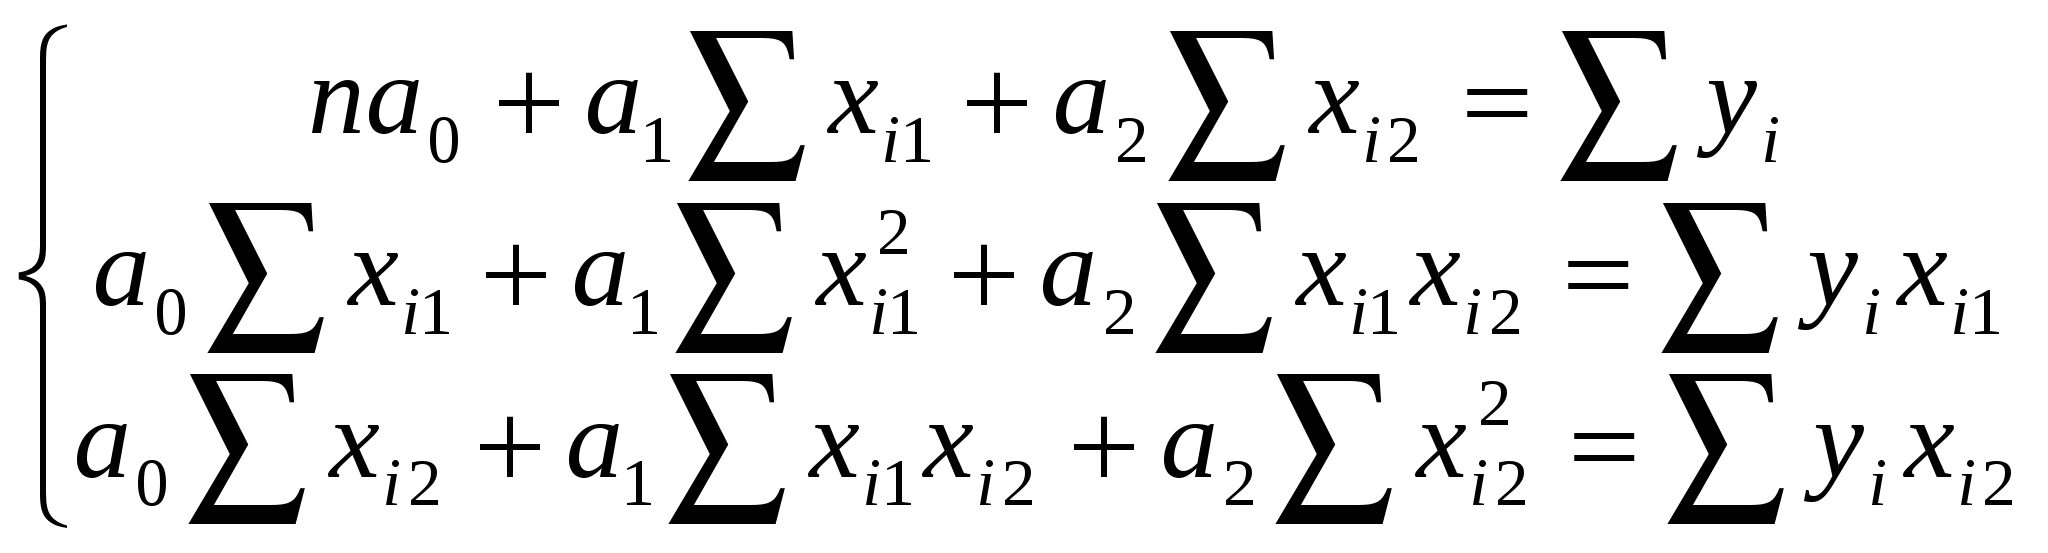 na₀ + a₁∑xᵢ₁ + a₂∑xᵢ₂ = ∑yᵢ
a₀∑xᵢ₁ + a₁∑xᵢ₁² + a₂∑xᵢ₁xᵢ₂ = ∑yᵢxᵢ₁
a₀∑xᵢ₂ + a₁∑xᵢ₁xᵢ₂ + a₂∑xᵢ₂² = ∑yᵢxᵢ₂